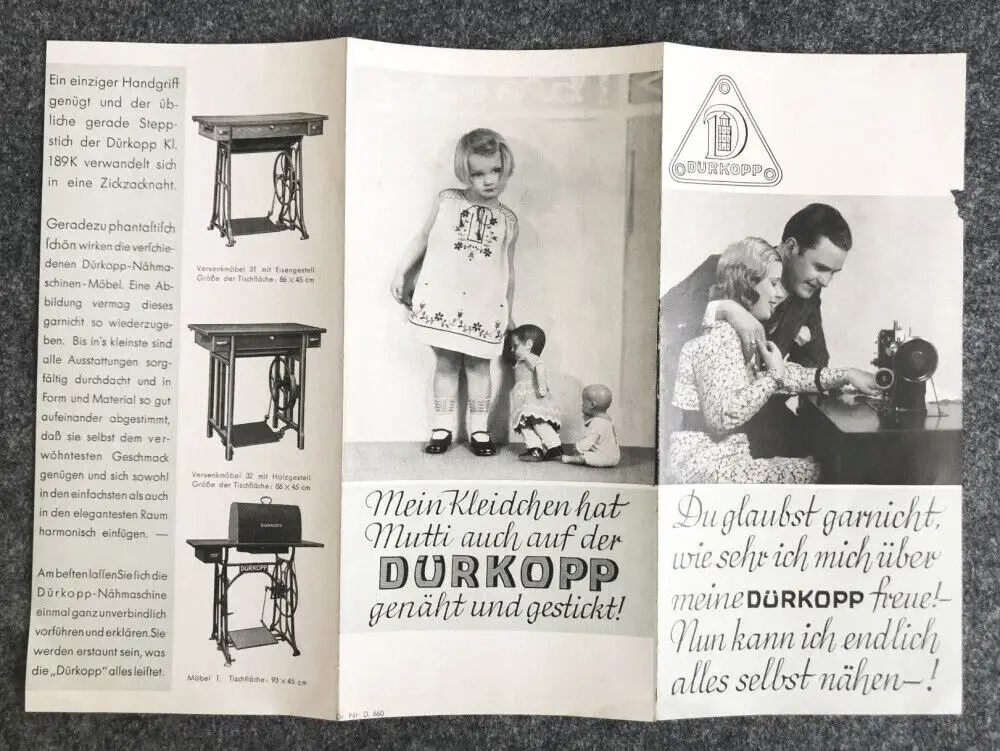 Ein einziger Handgriff
genügt und der üb-
liche gerade Stepp-
stich der Dürkopp Kl.
189K verwandelt sich
in eine Zickzacknaht.
Geradezu phantaſtiſch
ſchön wirken die verſchie-
denen Dürkopp-Nähma-
schinen-Möbel. Eine Ab-
bildung vermag dieses
garnicht so wiederzuge-
ben. Bis in's kleinste sind
alle Ausstattungen sorg-
fältig durchdacht und in
Form und Material so gut
aufeinander abgestimmt,
daß sie selbst dem ver-
wöhntesten Geschmack
genügen und sich sowohl
in den einfachsten als auch
in den elegantesten Raum
harmonisch einfügen. —
Am beſten laſſen Sie ſich die
Dürkopp-Nähmaschine
einmal ganz unverbindlich
vorführen und erklären. Sie
werden erstaunt sein, was
die „Dürkopp" alles leiſtet.
Versenkmöbel 31 mit Eisengestell
Größe der Tischfläche: 86 × 45 cm
Versenkmöbel 32 mit Holzgestell
Größe der Tischfläche: 86 × 45 cm
DÜRKOPP
DÜRKOPP
Möbel 1. Tischfläche: 93 × 45 cm
Mein Kleidchen hat
Mutti auch auf der
DÜRKOPP
genäht und gestickt!
Dr. Nr. D. 660
D
DÜRKOPP
Du glaubst garnicht,
wie sehr ich mich über
meine DÜRKOPP freue!–
Nun kann ich endlich
alles selbst nähen–!